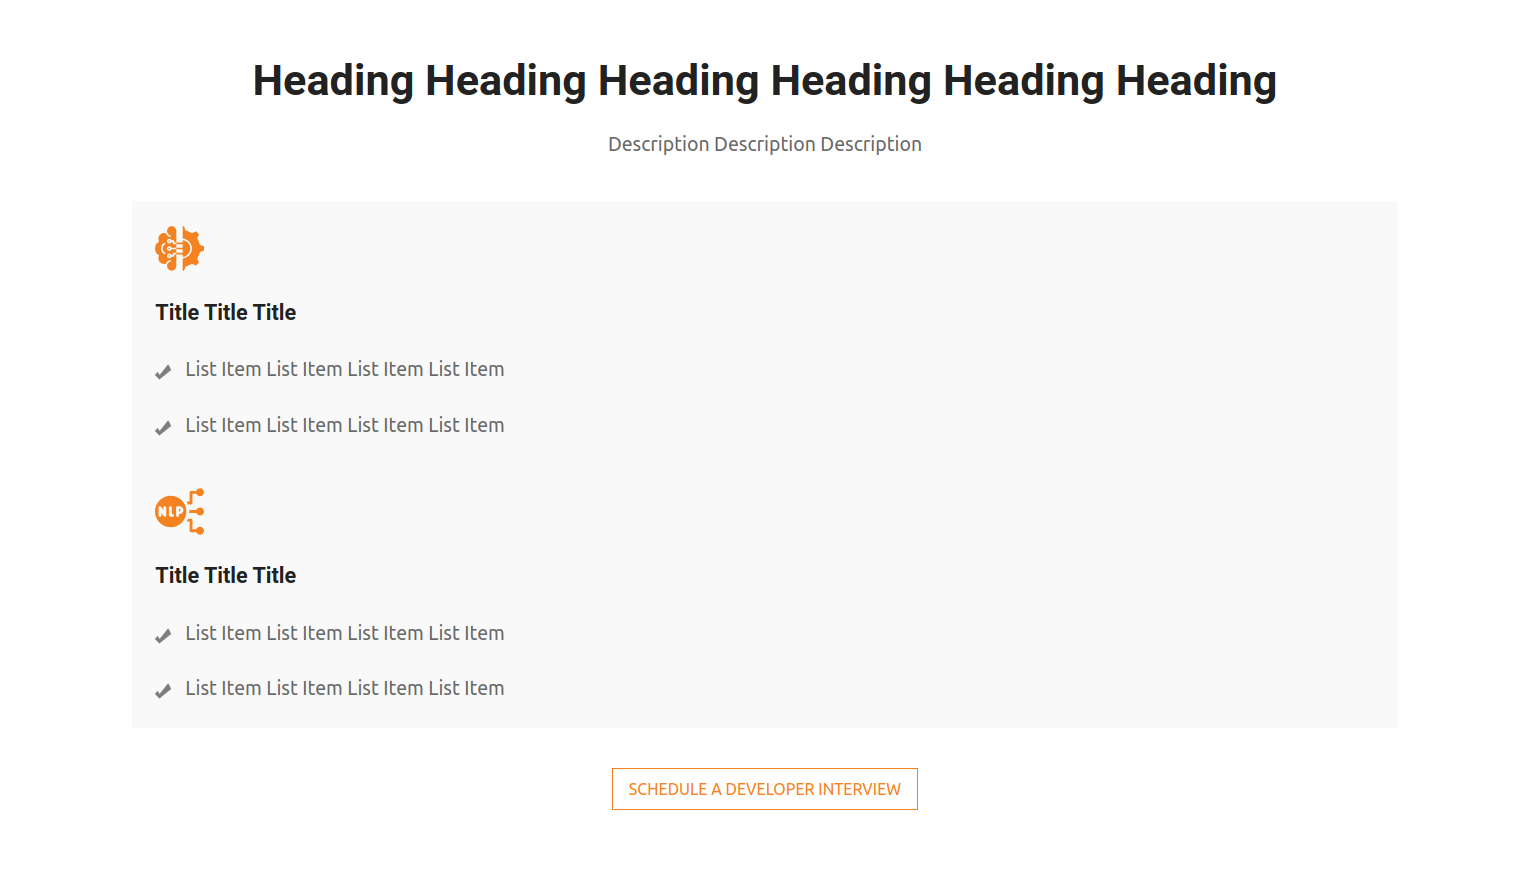 Heading Heading Heading Heading Heading Heading
Description Description Description
Title Title Title
List Item List Item List Item List Item
List Item List Item List Item List Item
NLP
Title Title Title
List Item List Item List Item List Item
List Item List Item List Item List Item
SCHEDULE A DEVELOPER INTERVIEW